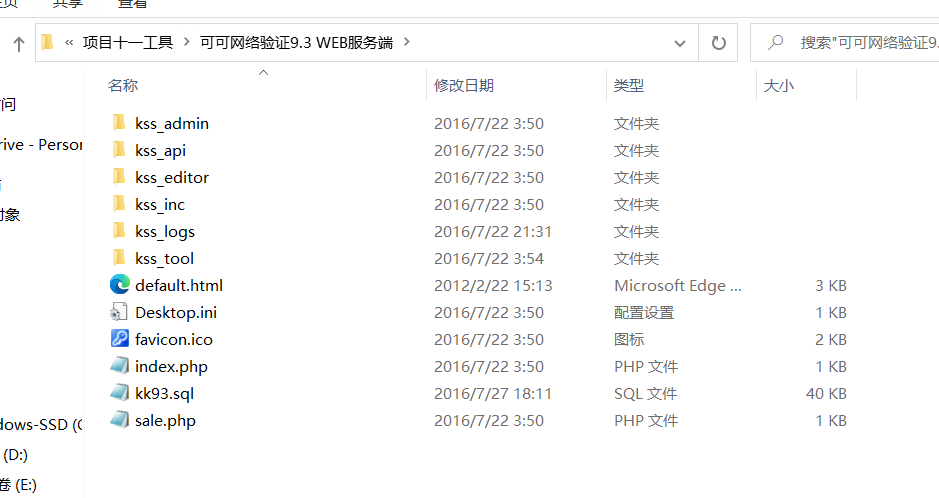 共享 查看
« 项目十一工具 > 可可网络验证9.3 WEB服务端 >
搜索"可可网络验证9.
名称 修改日期 类型 大小
kss_admin 2016/7/22 3:50 文件夹
kss_api 2016/7/22 3:50 文件夹
kss_editor 2016/7/22 3:50 文件夹
kss_inc 2016/7/22 3:50 文件夹
kss_logs 2016/7/22 21:31 文件夹
kss_tool 2016/7/22 3:54 文件夹
default.html 2012/2/22 15:13 Microsoft Edge ... 3 KB
Desktop.ini 2016/7/22 3:50 配置设置 1 KB
favicon.ico 2016/7/22 3:50 图标 2 KB
index.php 2016/7/22 3:50 PHP 文件 1 KB
kk93.sql 2016/7/27 18:11 SQL 文件 40 KB
sale.php 2016/7/22 3:50 PHP 文件 1 KB
问
rive - Person
对象
dows-SSD (C
(D:)
卷 (E:)